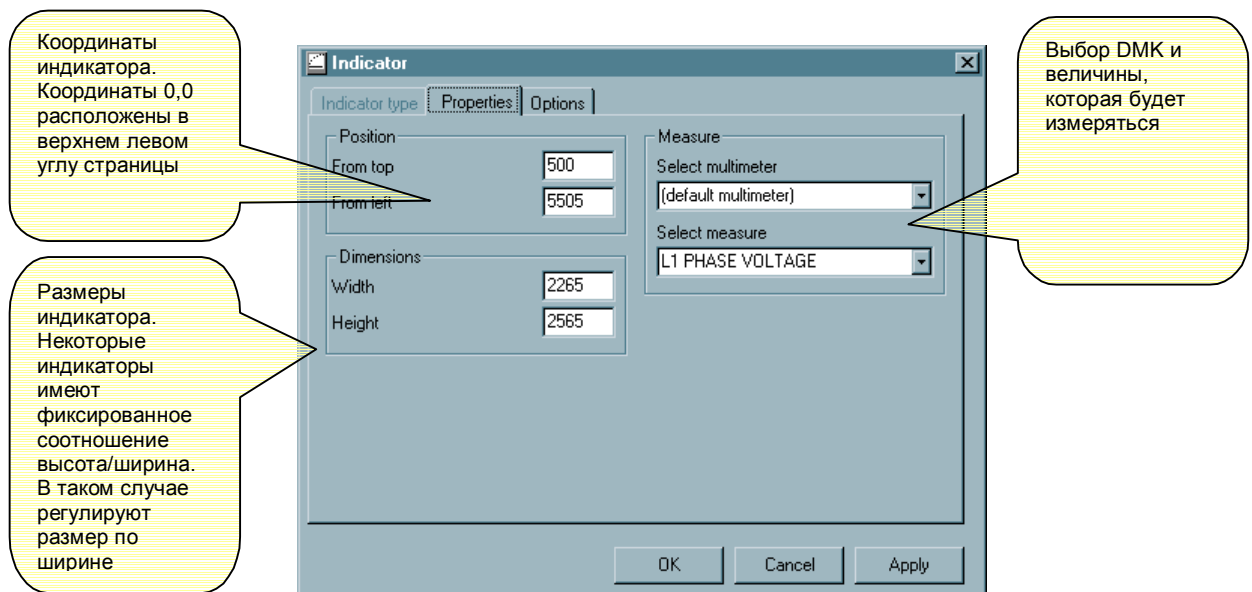 Координаты
индикатора.
Координаты 0,0
расположены в
верхнем левом
углу страницы
Размеры
индикатора.
Некоторые
индикаторы
имеют
фиксированное
соотношение
высота/ширина.
В таком случае
регулируют
размер по
ширине
Indicator
Indicator type Properties Options
Position
From top 500
From left 5505
Dimensions
Width 2265
Height 2565
Measure
Select multimeter
(default multimeter)
Select measure
L1 PHASE VOLTAGE
OK Cancel Apply
Выбор DMK и
величины,
которая будет
измеряться